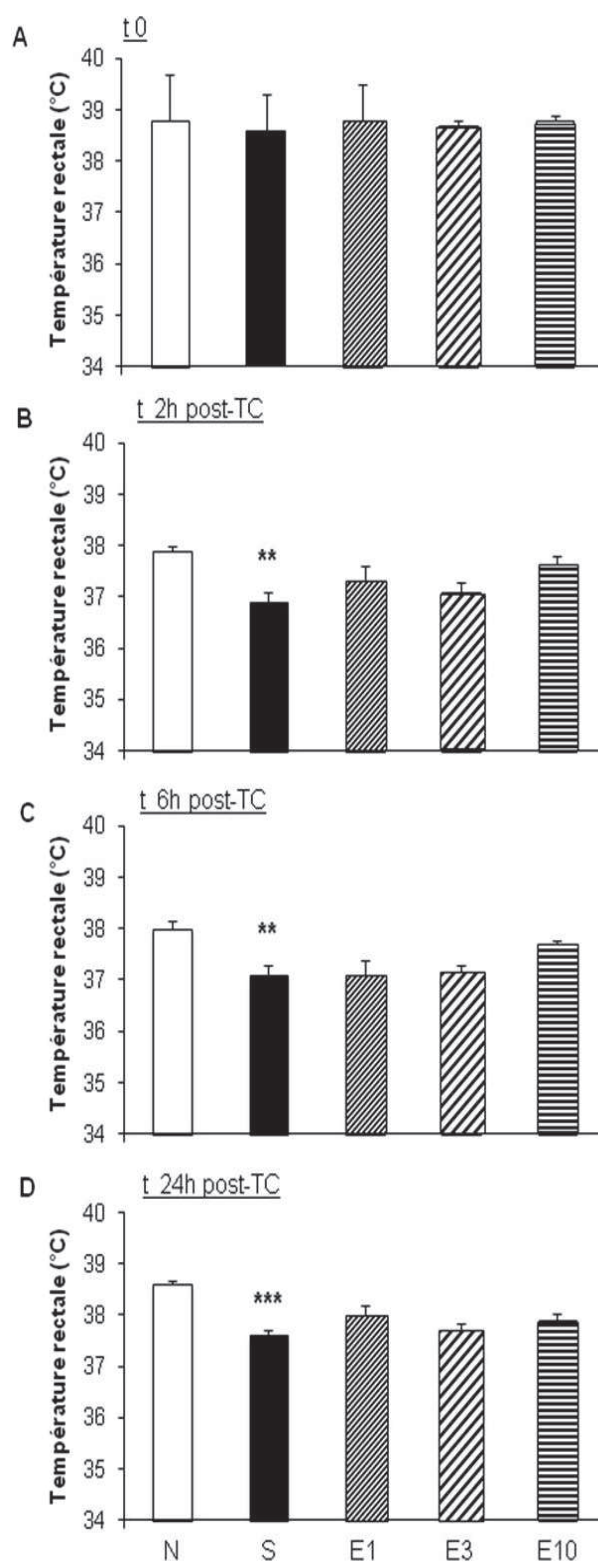 A
t 0
Température rectale (°C)
40
39
38
37
36
35
34
B
t 2h post-TC
Température rectale (°C)
40
39
38
37
36
35
34
**
C
t 6h post-TC
Température rectale (°C)
40
39
38
37
36
35
34
**
D
t 24h post-TC
Température rectale (°C)
40
39
38
37
36
35
34
***
N S E1 E3 E10